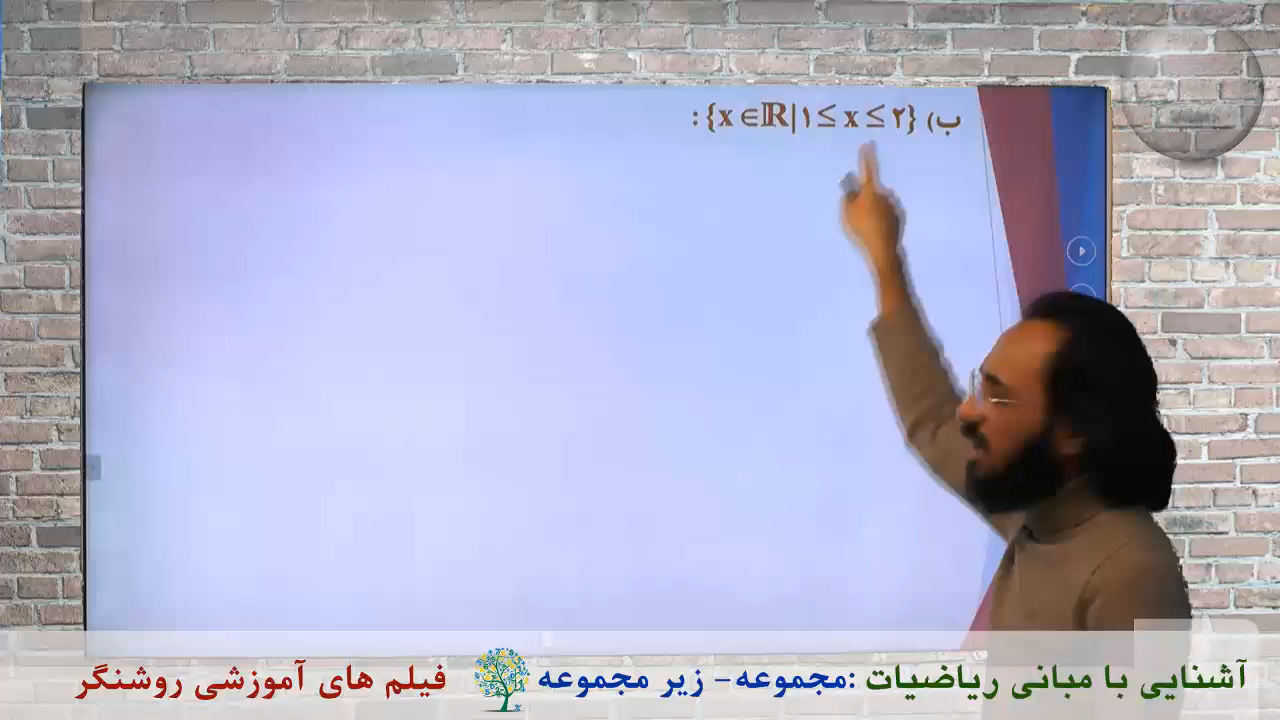 ب) {x ∈ ℝ | ۱ ≤ x ≤ ۲} :
آشنایی با مبانی ریاضیات :مجموعه- زیر مجموعه فیلم های آموزشی روشنگر